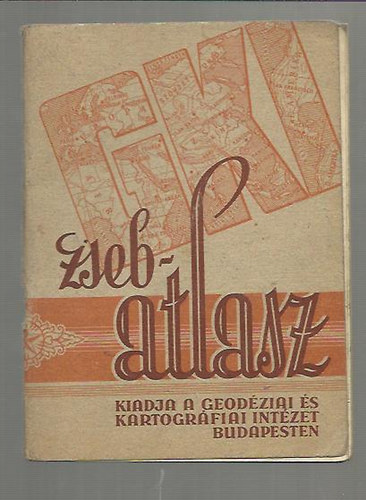 GKI
zseb-
atlasz
KIADJA A GEODÉZIAI ÉS
KARTOGRÁFIAI INTÉZET
BUDAPESTEN